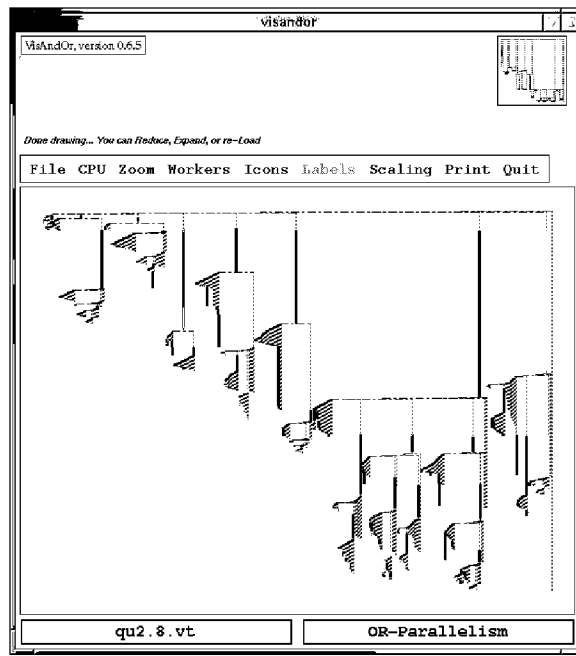 visandor
VisAndOr, version 0.6.5
Done drawing... You can Reduce, Expand, or re-Load
File CPU Zoom Workers Icons Labels Scaling Print Quit
qu2.8.vt
OR-Parallelism